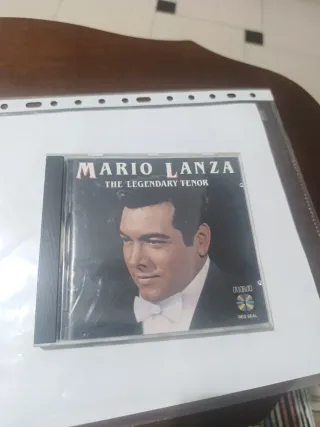 MARIO LANZA
THE LEGENDARY TENOR